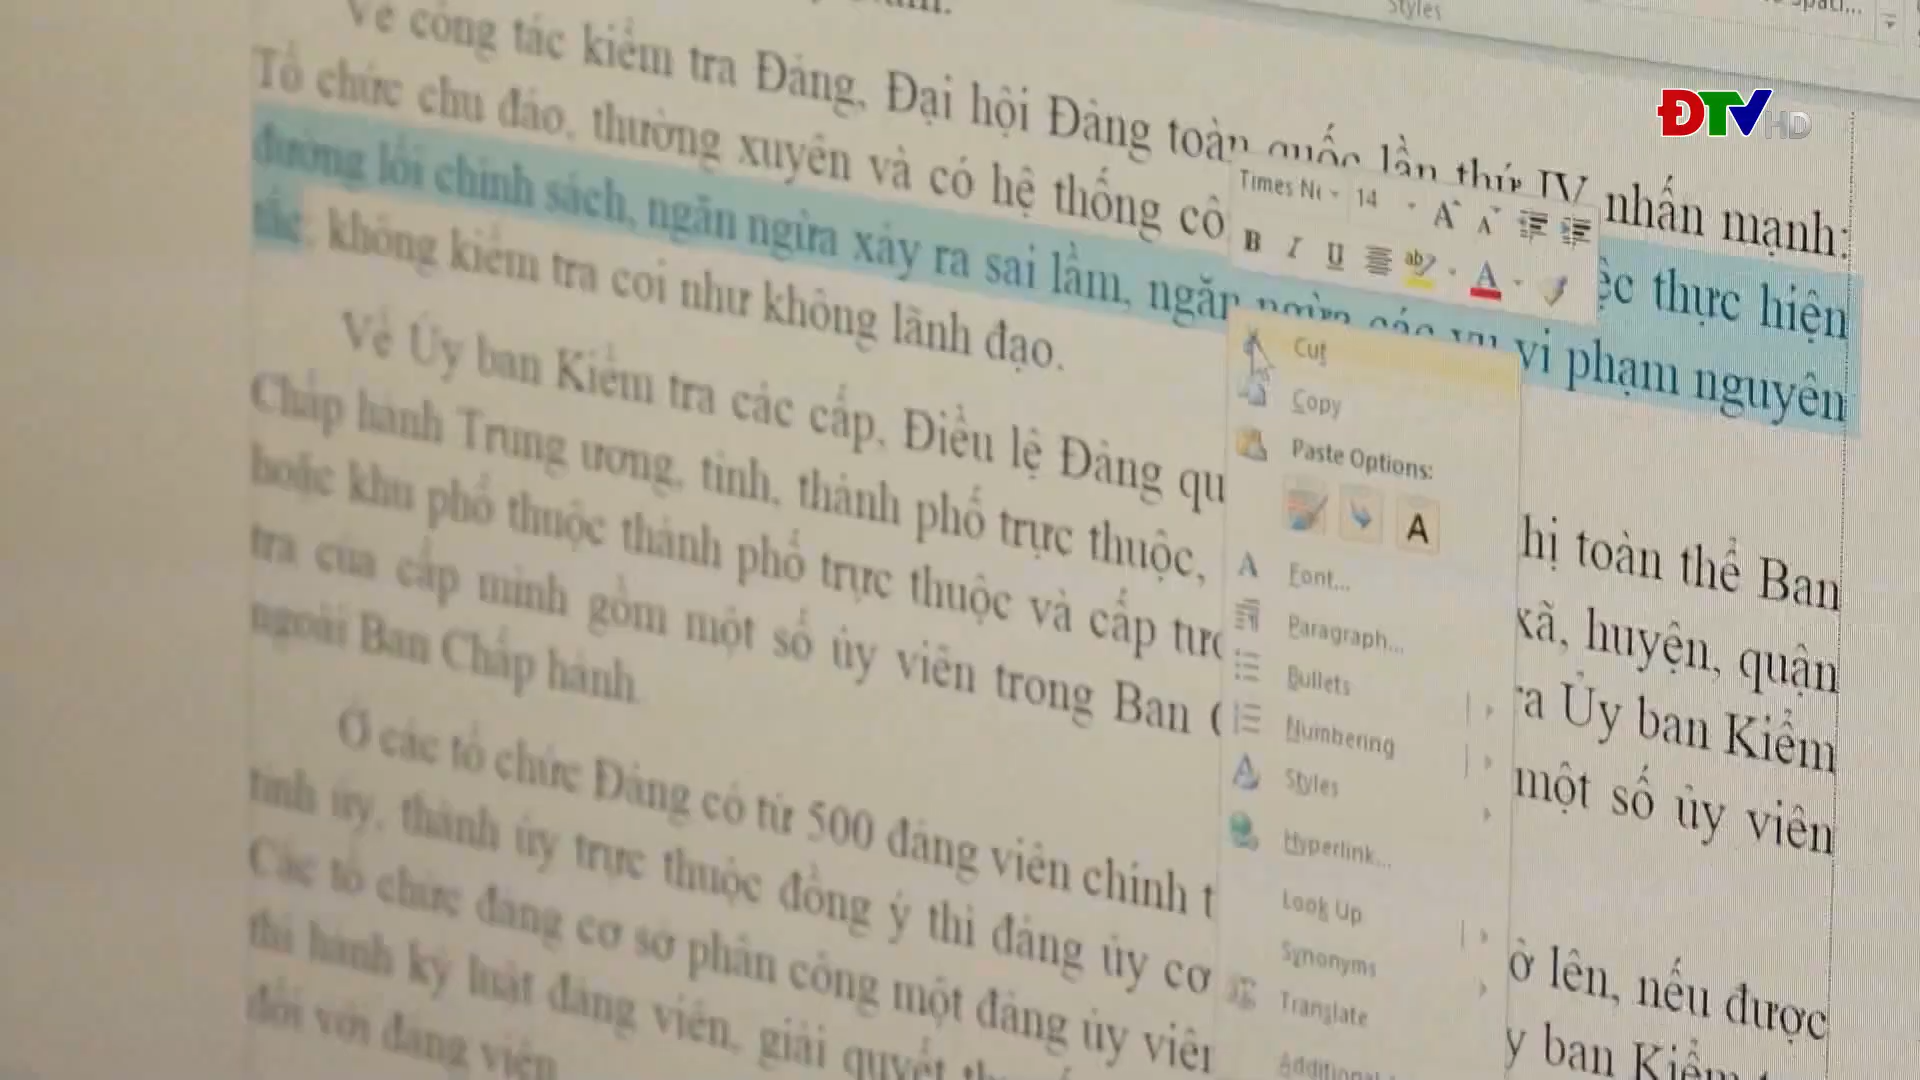 Styles
ĐTV HD
Về công tác kiểm tra Đảng, Đại hội Đảng toàn quốc lần thứ IV nhấn mạnh:
Tổ chức chu đáo, thường xuyên và có hệ thống cô
ệc thực hiện
đường lối chính sách, ngăn ngừa xảy ra sai lầm, ngăn ngừa các vụ vi phạm nguyên
tắc; không kiểm tra coi như không lãnh đạo.
Về Ủy ban Kiểm tra các cấp, Điều lệ Đảng qu
hị toàn thể Ban
Chấp hành Trung ương, tỉnh, thành phố trực thuộc,
xã, huyện, quận
hoặc khu phố thuộc thành phố trực thuộc và cấp tươ
ra Ủy ban Kiểm
tra của cấp mình gồm một số ủy viên trong Ban
một số ủy viên
ngoài Ban Chấp hành.
Ở các tổ chức Đảng có từ 500 đảng viên chính t
ở lên, nếu được
tỉnh ủy, thành ủy trực thuộc đồng ý thì đảng ủy cơ
y ban Kiểm
Các tổ chức đảng cơ sở phân công một đảng ủy viên
thi hành kỷ luật đảng viên, giải quyết
đối với đảng viên
Times Ne 14
B I U
Cut
Copy
Paste Options:
A
Font...
Paragraph...
Bullets
Numbering
Styles
Hyperlink...
Look Up
Synonyms
Translate
Additional